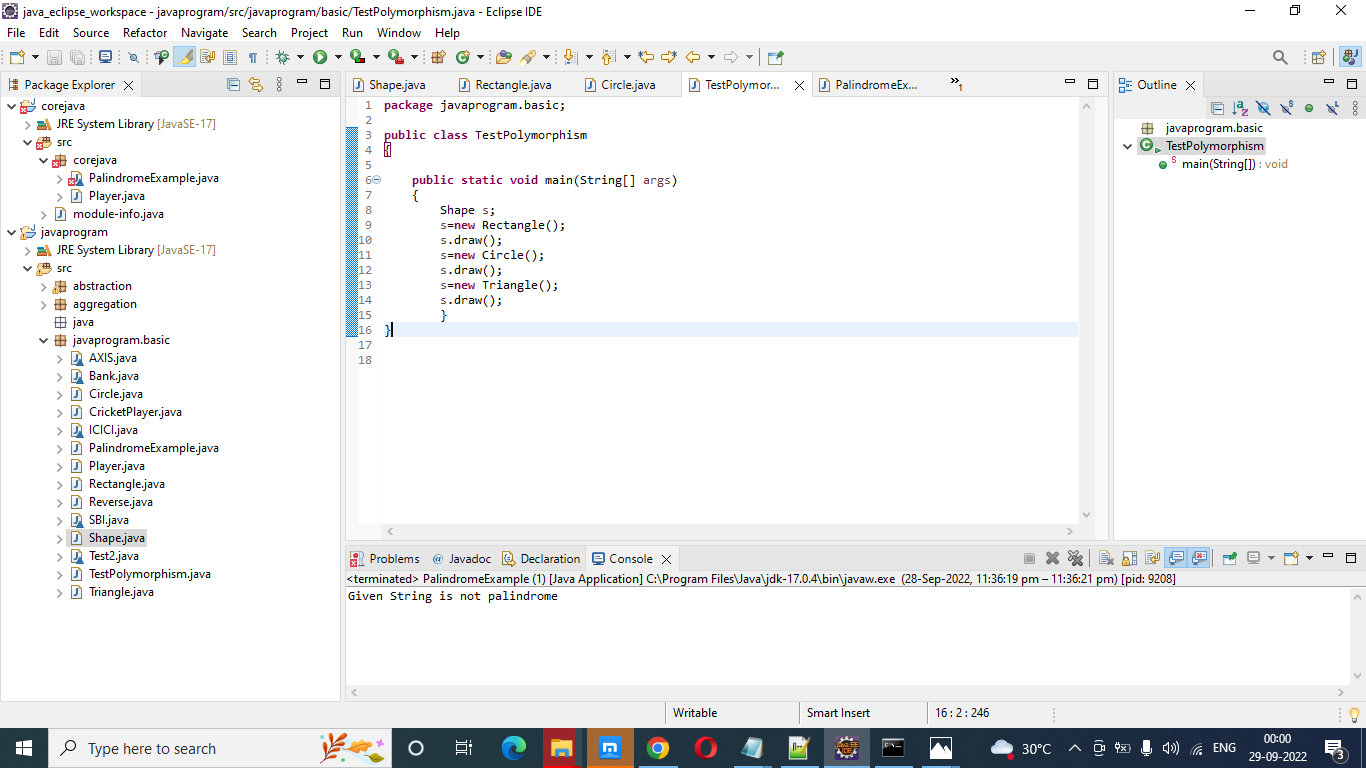 java_eclipse_workspace - javaprogram/src/javaprogram/basic/TestPolymorphism.java - Eclipse IDE
File Edit Source Refactor Navigate Search Project Run Window Help
Package Explorer
corejava
JRE System Library [JavaSE-17]
src
corejava
PalindromeExample.java
Player.java
module-info.java
javaprogram
JRE System Library [JavaSE-17]
src
abstraction
aggregation
java
javaprogram.basic
AXIS.java
Bank.java
Circle.java
CricketPlayer.java
ICICI.java
PalindromeExample.java
Player.java
Rectangle.java
Reverse.java
SBI.java
Shape.java
Test2.java
TestPolymorphism.java
Triangle.java
Shape.java Rectangle.java Circle.java TestPolymor... PalindromeEx... »1
1 package javaprogram.basic;
2
3 public class TestPolymorphism
4 {
5
6 public static void main(String[] args)
7 {
8 Shape s;
9 s=new Rectangle();
10 s.draw();
11 s=new Circle();
12 s.draw();
13 s=new Triangle();
14 s.draw();
15 }
16 }
17
18
Outline
javaprogram.basic
TestPolymorphism
main(String[]) : void
Problems @ Javadoc Declaration Console
<terminated> PalindromeExample (1) [Java Application] C:\Program Files\Java\jdk-17.0.4\bin\javaw.exe (28-Sep-2022, 11:36:19 pm – 11:36:21 pm) [pid: 9208]
Given String is not palindrome
Writable Smart Insert 16 : 2 : 246
Type here to search
30°C
ENG
00:00
29-09-2022
3